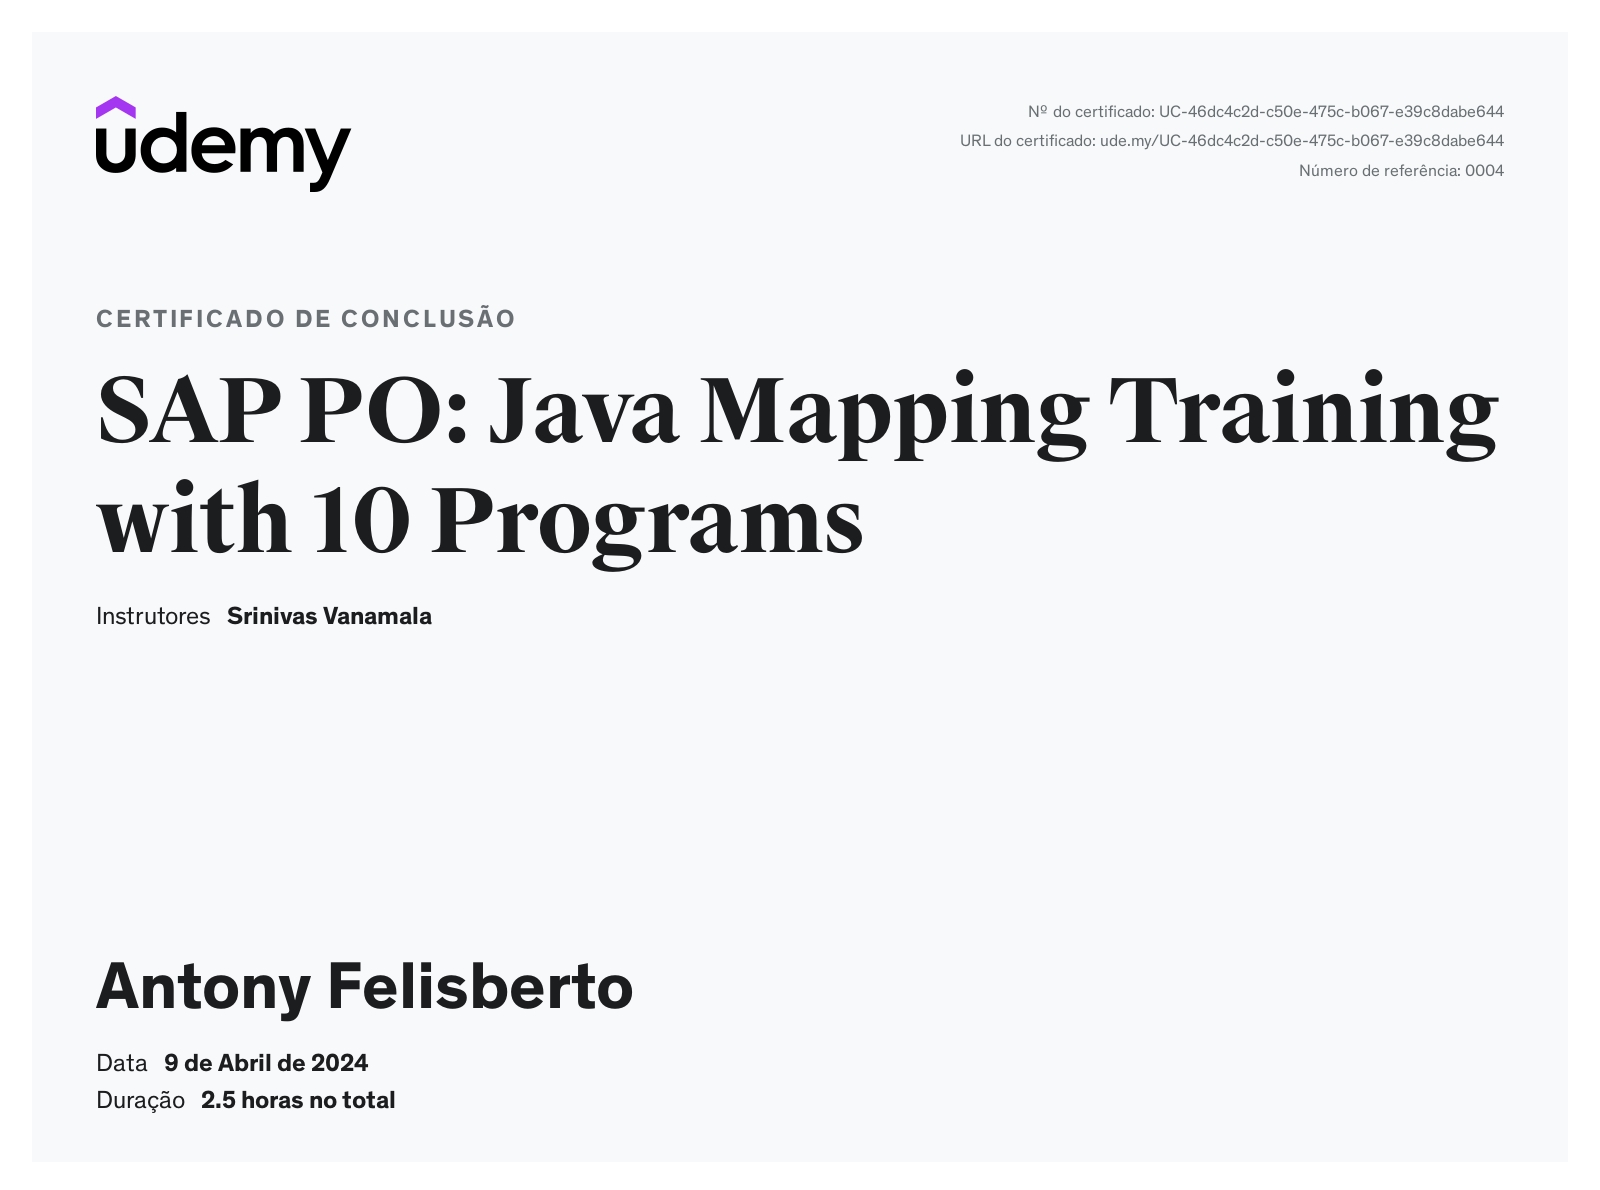 udemy
Nº do certificado: UC-46dc4c2d-c50e-475c-b067-e39c8dabe644
URL do certificado: ude.my/UC-46dc4c2d-c50e-475c-b067-e39c8dabe644
Número de referência: 0004
CERTIFICADO DE CONCLUSÃO
SAP PO: Java Mapping Training
with 10 Programs
Instrutores Srinivas Vanamala
Antony Felisberto
Data 9 de Abril de 2024
Duração 2.5 horas no total